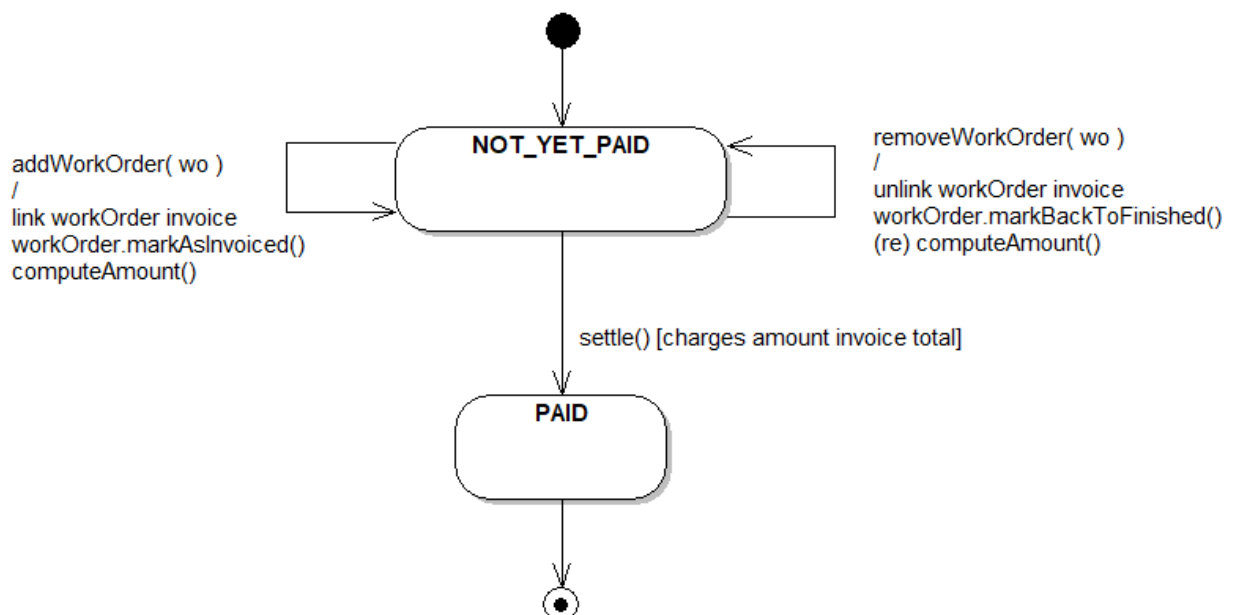 NOT_YET_PAID
addWorkOrder( wo )
/
link workOrder invoice
workOrder.markAsInvoiced()
computeAmount()
removeWorkOrder( wo )
/
unlink workOrder invoice
workOrder.markBackToFinished()
(re) computeAmount()
settle() [charges amount invoice total]
PAID